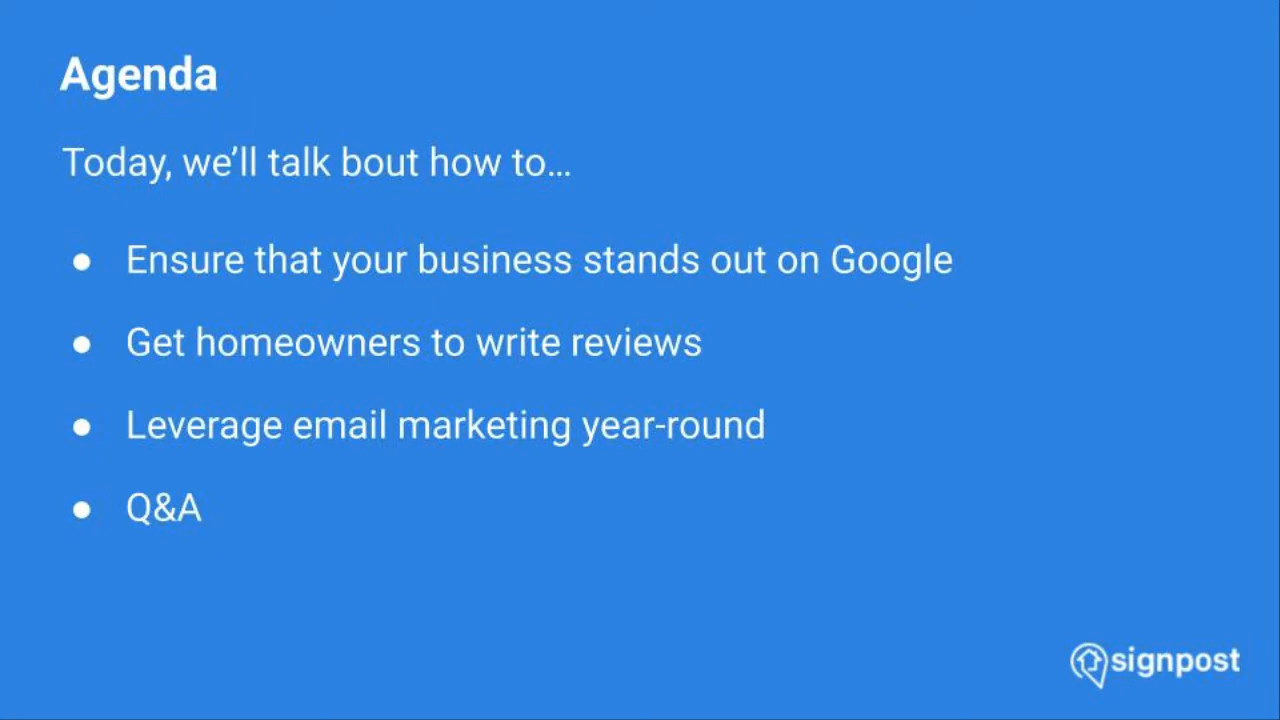 Agenda
Today, we’ll talk bout how to…
● Ensure that your business stands out on Google
● Get homeowners to write reviews
● Leverage email marketing year-round
● Q&A
signpost